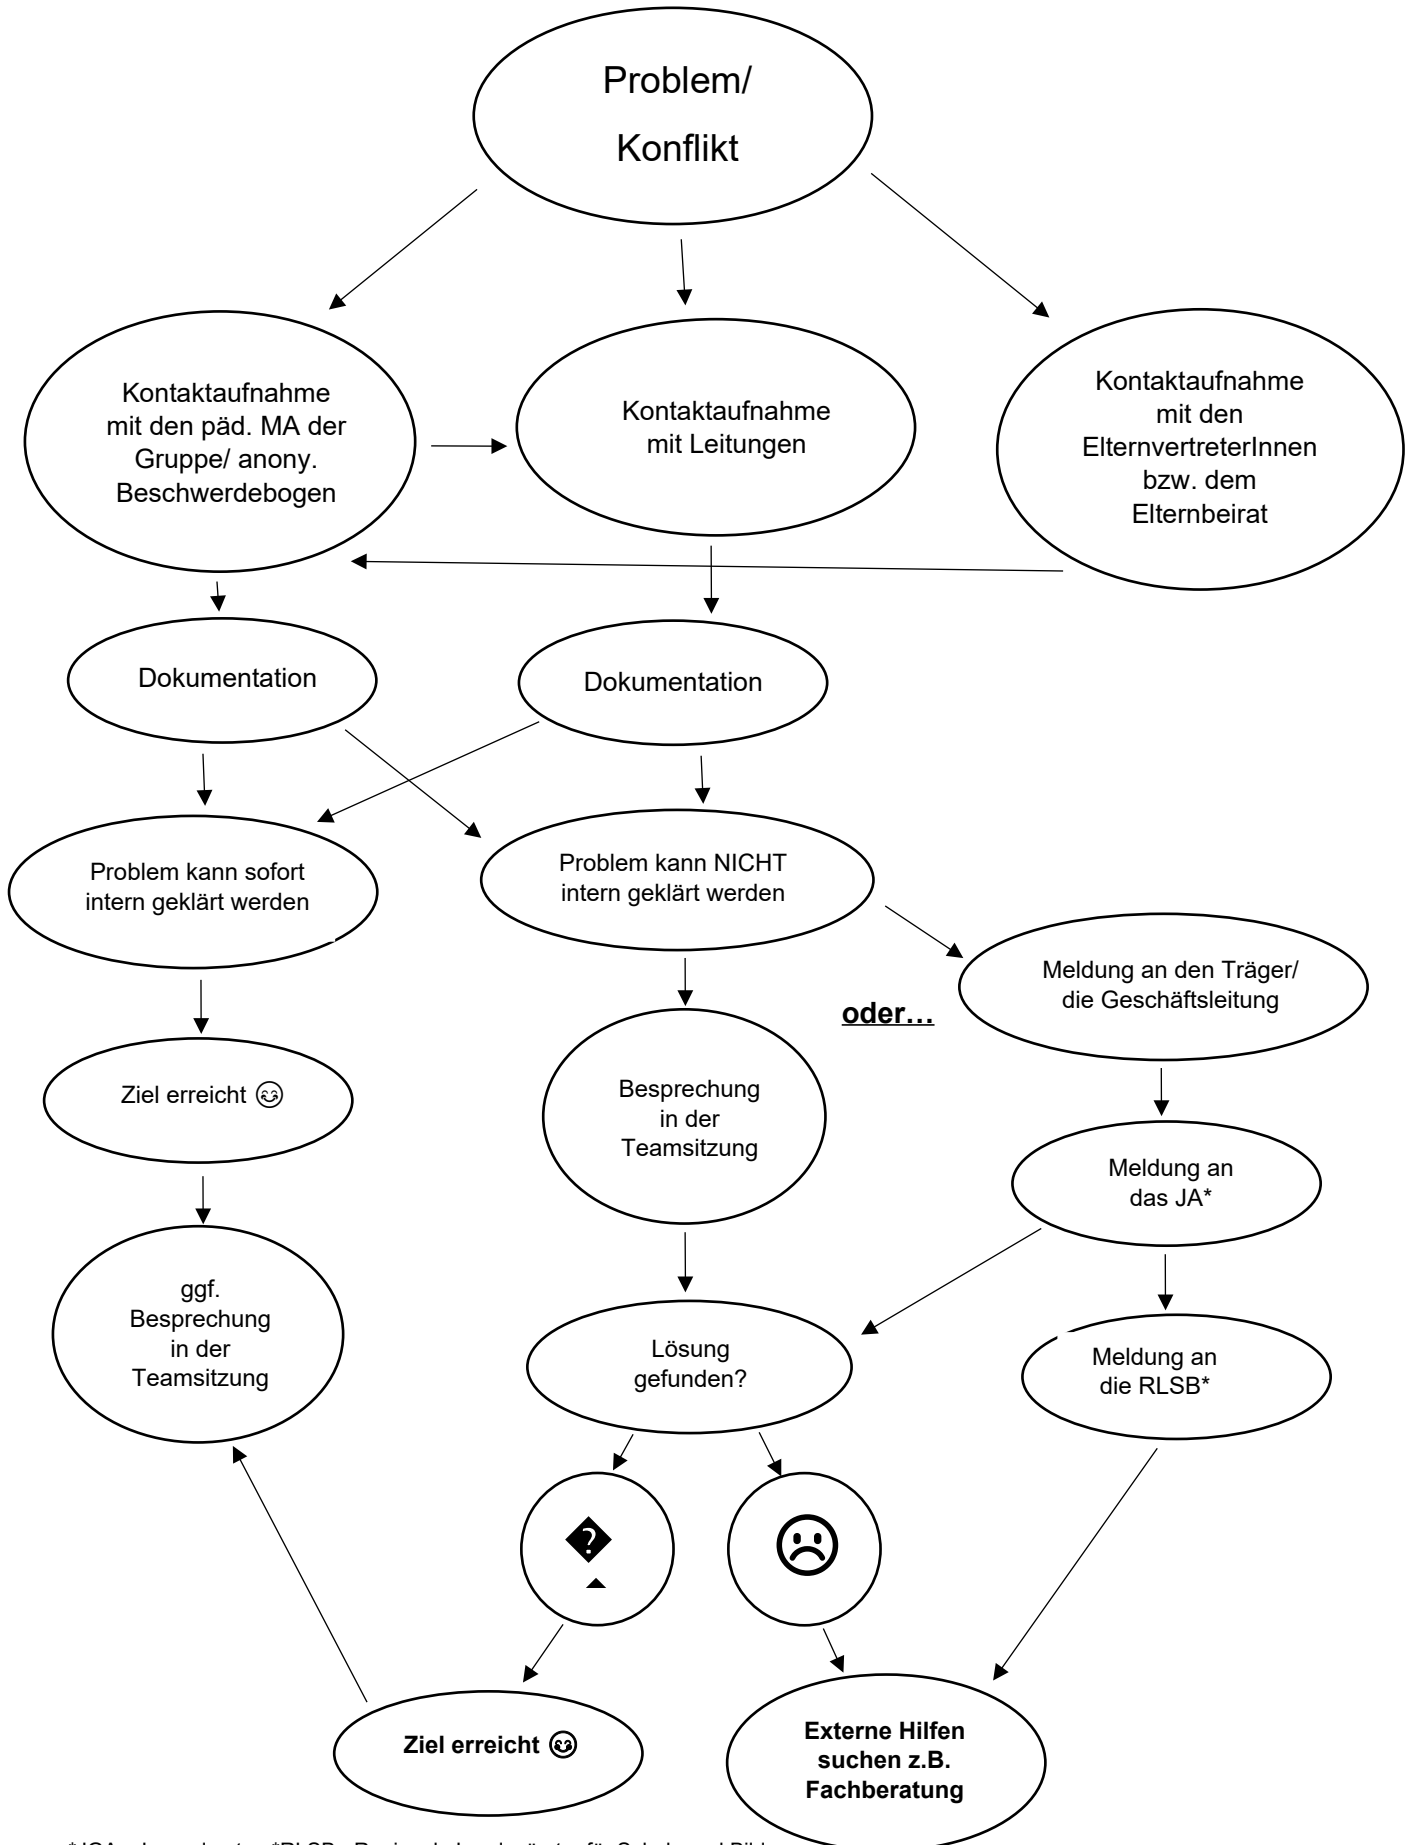 Problem/
Konflikt
Kontaktaufnahme
mit den päd. MA der
Gruppe/ anony.
Beschwerdebogen
Kontaktaufnahme
mit Leitungen
Kontaktaufnahme
mit den
ElternvertreterInnen
bzw. dem
Elternbeirat
Dokumentation
Dokumentation
Problem kann sofort
intern geklärt werden
Problem kann NICHT
intern geklärt werden
Meldung an den Träger/
die Geschäftsleitung
oder…
Ziel erreicht 😊
Besprechung
in der
Teamsitzung
Meldung an
das JA*
ggf.
Besprechung
in der
Teamsitzung
Lösung
gefunden?
Meldung an
die RLSB*
�
☹
Ziel erreicht 😊
Externe Hilfen
suchen z.B.
Fachberatung